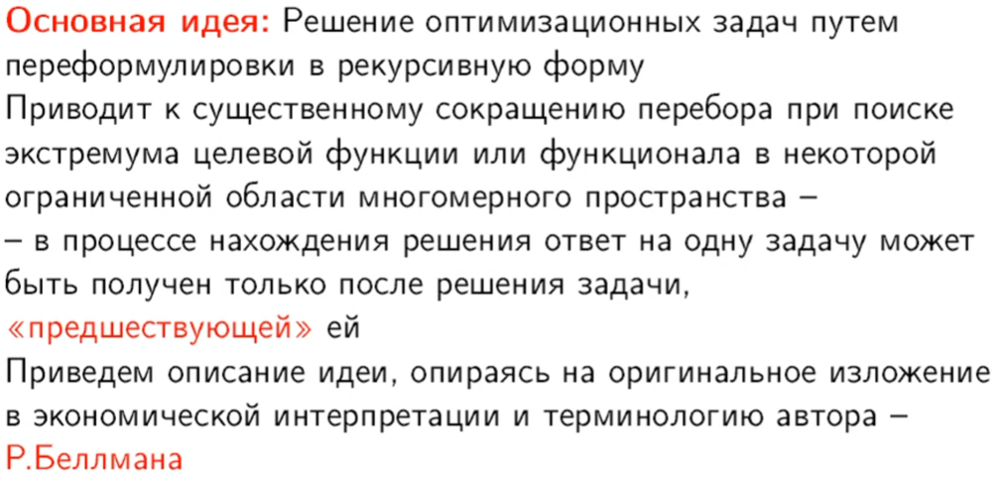 Основная идея: Решение оптимизационных задач путем
переформулировки в рекурсивную форму
Приводит к существенному сокращению перебора при поиске
экстремума целевой функции или функционала в некоторой
ограниченной области многомерного пространства –
– в процессе нахождения решения ответ на одну задачу может
быть получен только после решения задачи,
«предшествующей» ей
Приведем описание идеи, опираясь на оригинальное изложение
в экономической интерпретации и терминологию автора –
Р.Беллмана